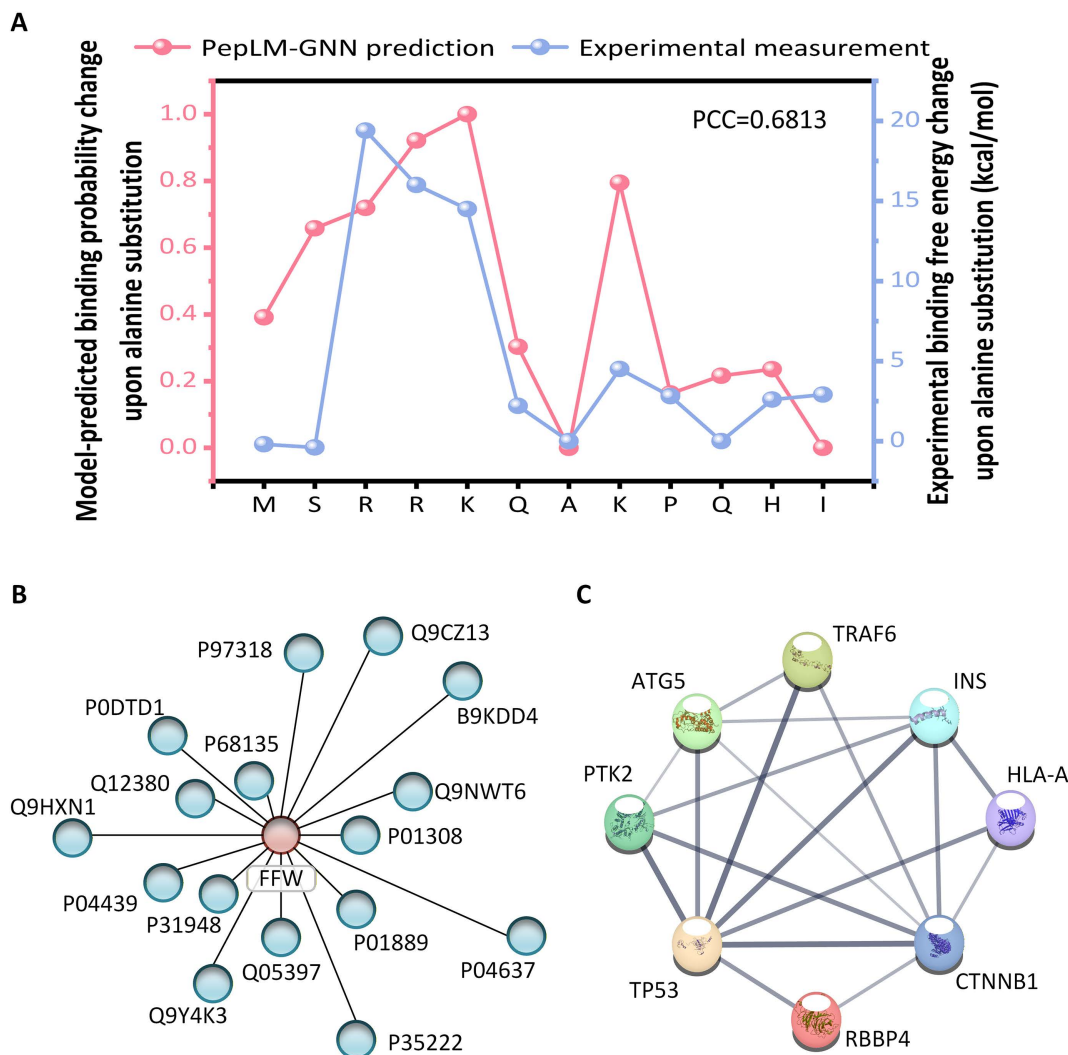 A
PepLM-GNN prediction
Experimental measurement
Model-predicted binding probability change
upon alanine substitution
Experimental binding free energy change
upon alanine substitution (kcal/mol)
PCC=0.6813
1.0
0.8
0.6
0.4
0.2
0.0
20
15
10
5
0
M S R R K Q A K P Q H I
B
Q9CZ13
P97318
B9KDD4
P0DTD1
P68135
Q12380
Q9NWT6
Q9HXN1
P01308
FFW
P04439
P31948
P01889
Q05397
P04637
Q9Y4K3
P35222
C
TRAF6
ATG5
INS
PTK2
HLA-A
TP53
CTNNB1
RBBP4